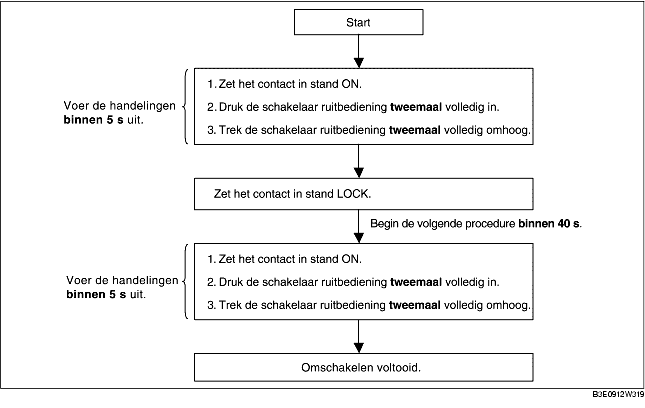 Start
Voer de handelingen
binnen 5 s uit.
1. Zet het contact in stand ON.
2. Druk de schakelaar ruitbediening tweemaal volledig in.
3. Trek de schakelaar ruitbediening tweemaal volledig omhoog.
Zet het contact in stand LOCK.
Begin de volgende procedure binnen 40 s.
Voer de handelingen
binnen 5 s uit.
1. Zet het contact in stand ON.
2. Druk de schakelaar ruitbediening tweemaal volledig in.
3. Trek de schakelaar ruitbediening tweemaal volledig omhoog.
Omschakelen voltooid.
B3E0912W319